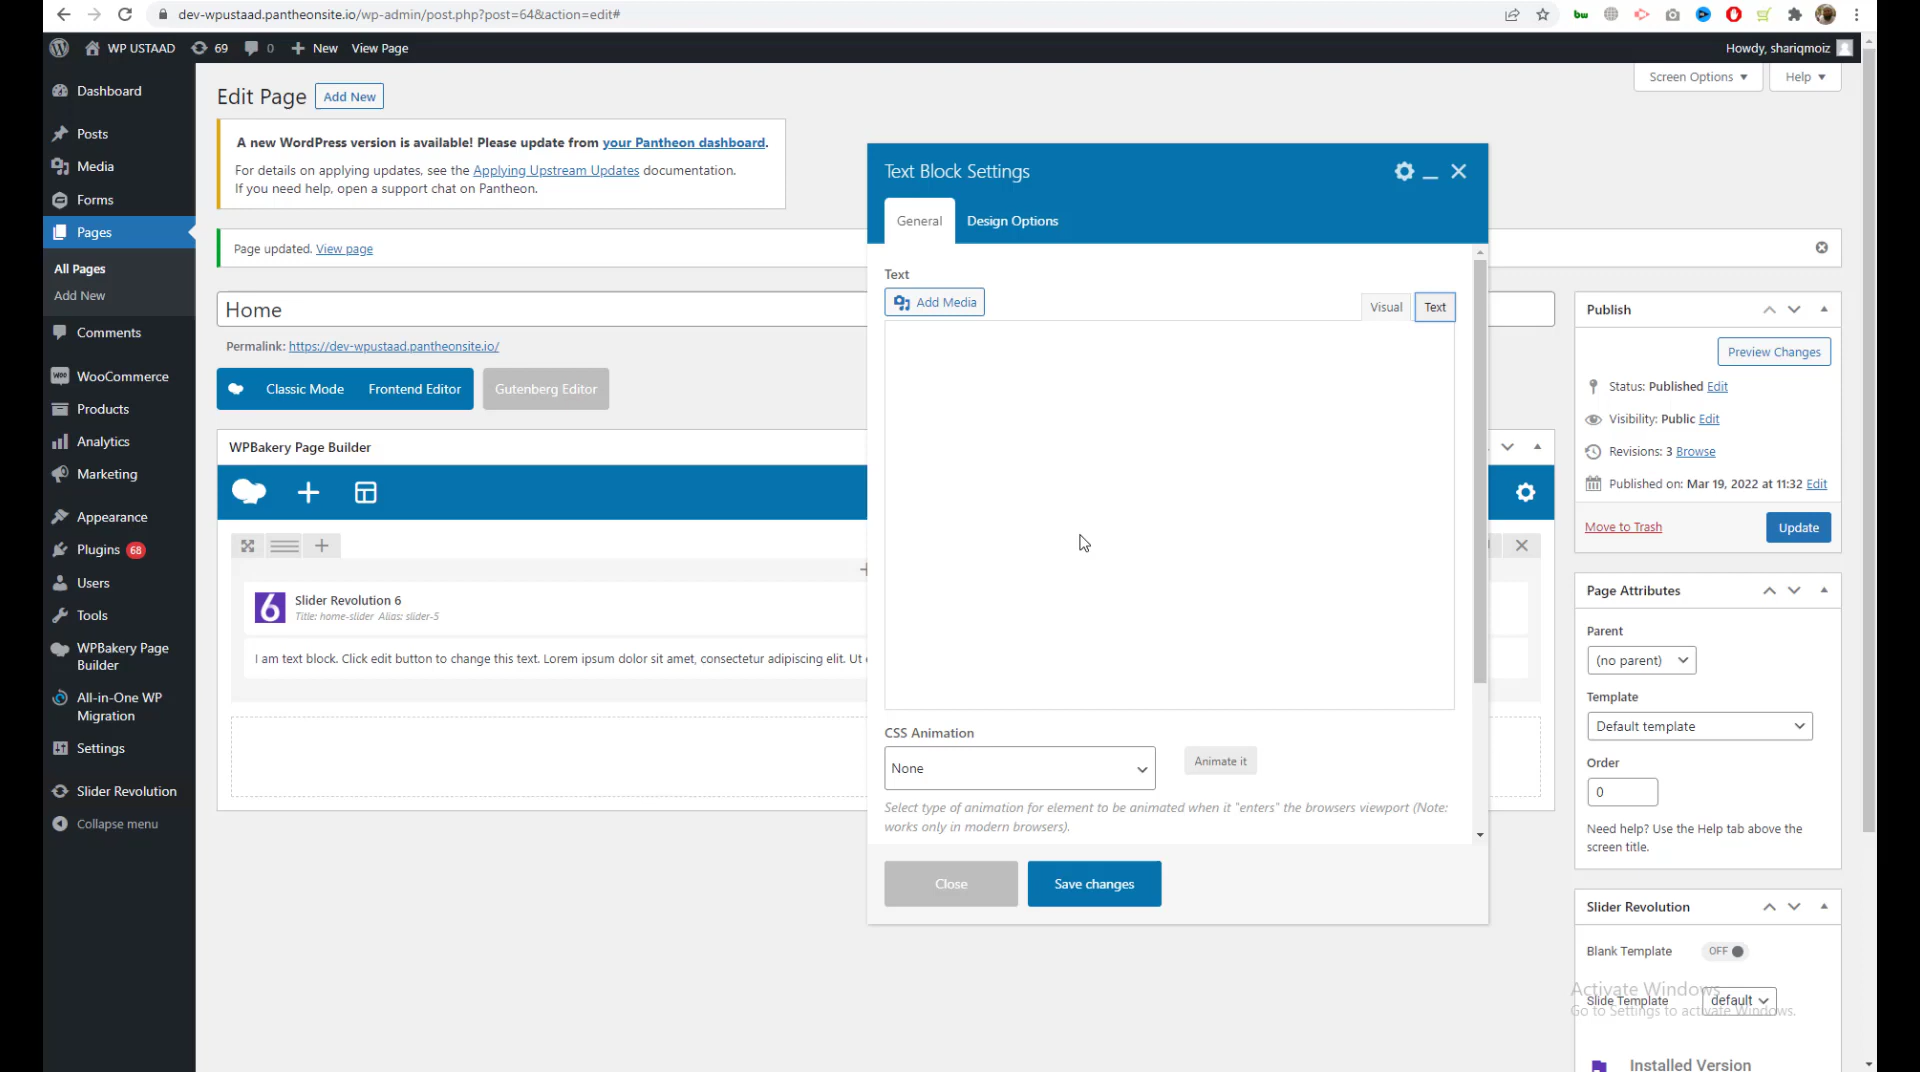 dev-wpustaad.pantheonsite.io/wp-admin/post.php?post=64&action=edit#
WP USTAAD 69 0 New View Page
Howdy, shariqmoiz
Screen Options
Help
Dashboard
Posts
Media
Forms
Pages
All Pages
Add New
Comments
WooCommerce
Products
Analytics
Marketing
Appearance
Plugins 68
Users
Tools
WPBakery Page
Builder
All-in-One WP
Migration
Settings
Slider Revolution
Collapse menu
Edit Page Add New
A new WordPress version is available! Please update from your Pantheon dashboard.
For details on applying updates, see the Applying Upstream Updates documentation.
If you need help, open a support chat on Pantheon.
Page updated. View page
Home
Permalink: https://dev-wpustaad.pantheonsite.io/
Classic Mode Frontend Editor Gutenberg Editor
WPBakery Page Builder
6
Slider Revolution 6
Title: home-slider Alias: slider-5
I am text block. Click edit button to change this text. Lorem ipsum dolor sit amet, consectetur adipiscing elit. Ut
Text Block Settings
General Design Options
Text
Add Media
Visual Text
CSS Animation
None
Animate it
Select type of animation for element to be animated when it "enters" the browsers viewport (Note:
works only in modern browsers).
Close Save changes
Publish
Preview Changes
Status: Published Edit
Visibility: Public Edit
Revisions: 3 Browse
Published on: Mar 19, 2022 at 11:32 Edit
Move to Trash Update
Page Attributes
Parent
(no parent)
Template
Default template
Order
0
Need help? Use the Help tab above the
screen title.
Slider Revolution
Blank Template OFF
Activate Windows
Slide Template default
Go to Settings to activate Windows.
Installed Version